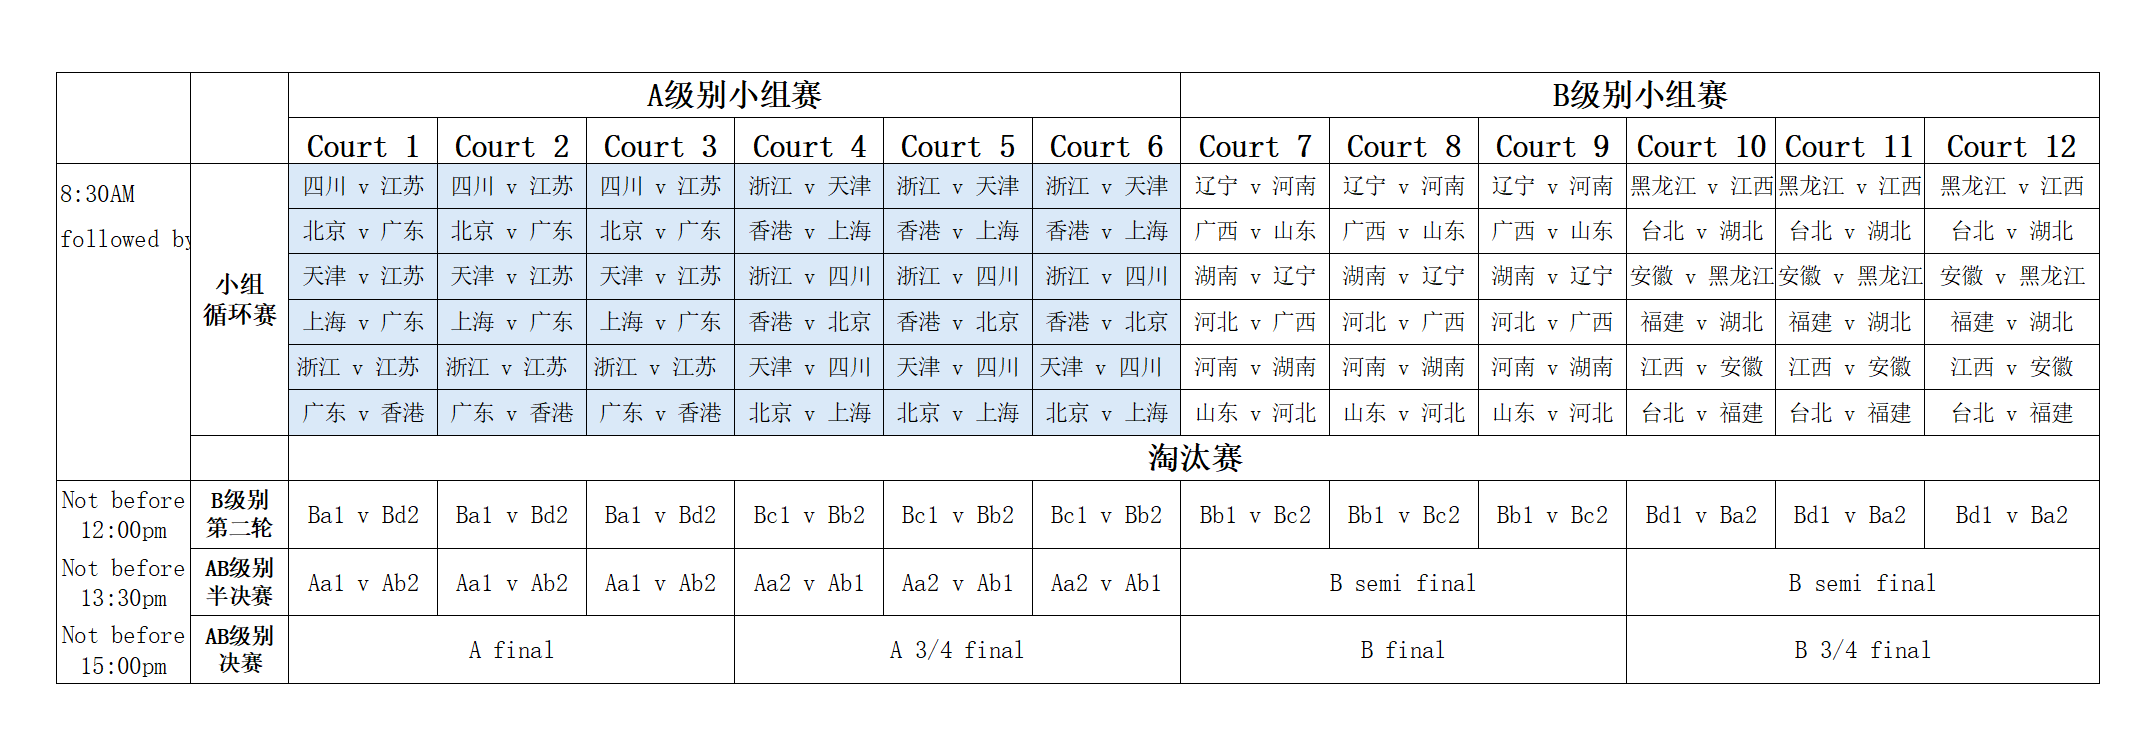 A级别小组赛 B级别小组赛
Court 1 Court 2 Court 3 Court 4 Court 5 Court 6 Court 7 Court 8 Court 9 Court 10 Court 11 Court 12
8:30AM
followed by
小组
循环赛
四川 v 江苏 四川 v 江苏 四川 v 江苏 浙江 v 天津 浙江 v 天津 浙江 v 天津 辽宁 v 河南 辽宁 v 河南 辽宁 v 河南 黑龙江 v 江西 黑龙江 v 江西 黑龙江 v 江西
北京 v 广东 北京 v 广东 北京 v 广东 香港 v 上海 香港 v 上海 香港 v 上海 广西 v 山东 广西 v 山东 广西 v 山东 台北 v 湖北 台北 v 湖北 台北 v 湖北
天津 v 江苏 天津 v 江苏 天津 v 江苏 浙江 v 四川 浙江 v 四川 浙江 v 四川 湖南 v 辽宁 湖南 v 辽宁 湖南 v 辽宁 安徽 v 黑龙江 安徽 v 黑龙江 安徽 v 黑龙江
上海 v 广东 上海 v 广东 上海 v 广东 香港 v 北京 香港 v 北京 香港 v 北京 河北 v 广西 河北 v 广西 河北 v 广西 福建 v 湖北 福建 v 湖北 福建 v 湖北
浙江 v 江苏 浙江 v 江苏 浙江 v 江苏 天津 v 四川 天津 v 四川 天津 v 四川 河南 v 湖南 河南 v 湖南 河南 v 湖南 江西 v 安徽 江西 v 安徽 江西 v 安徽
广东 v 香港 广东 v 香港 广东 v 香港 北京 v 上海 北京 v 上海 北京 v 上海 山东 v 河北 山东 v 河北 山东 v 河北 台北 v 福建 台北 v 福建 台北 v 福建
淘汰赛
Not before
12:00pm
B级别
第二轮
Ba1 v Bd2 Ba1 v Bd2 Ba1 v Bd2 Bc1 v Bb2 Bc1 v Bb2 Bc1 v Bb2 Bb1 v Bc2 Bb1 v Bc2 Bb1 v Bc2 Bd1 v Ba2 Bd1 v Ba2 Bd1 v Ba2
Not before
13:30pm
AB级别
半决赛
Aa1 v Ab2 Aa1 v Ab2 Aa1 v Ab2 Aa2 v Ab1 Aa2 v Ab1 Aa2 v Ab1 B semi final B semi final
Not before
15:00pm
AB级别
决赛
A final A 3/4 final B final B 3/4 final